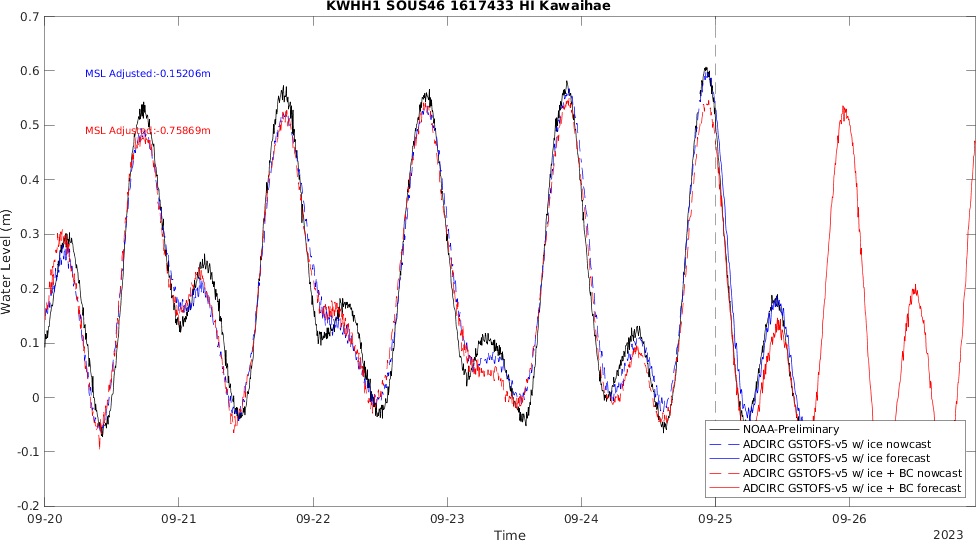 KWHH1 SOUS46 1617433 HI Kawaihae
0.7
0.6
0.5
0.4
0.3
0.2
0.1
0
-0.1
-0.2
Water Level (m)
MSL Adjusted:-0.15206m
MSL Adjusted:-0.75869m
NOAA-Preliminary
ADCIRC GSTOFS-v5 w/ ice nowcast
ADCIRC GSTOFS-v5 w/ ice forecast
ADCIRC GSTOFS-v5 w/ ice + BC nowcast
ADCIRC GSTOFS-v5 w/ ice + BC forecast
09-20 09-21 09-22 09-23 09-24 09-25 09-26
Time
2023